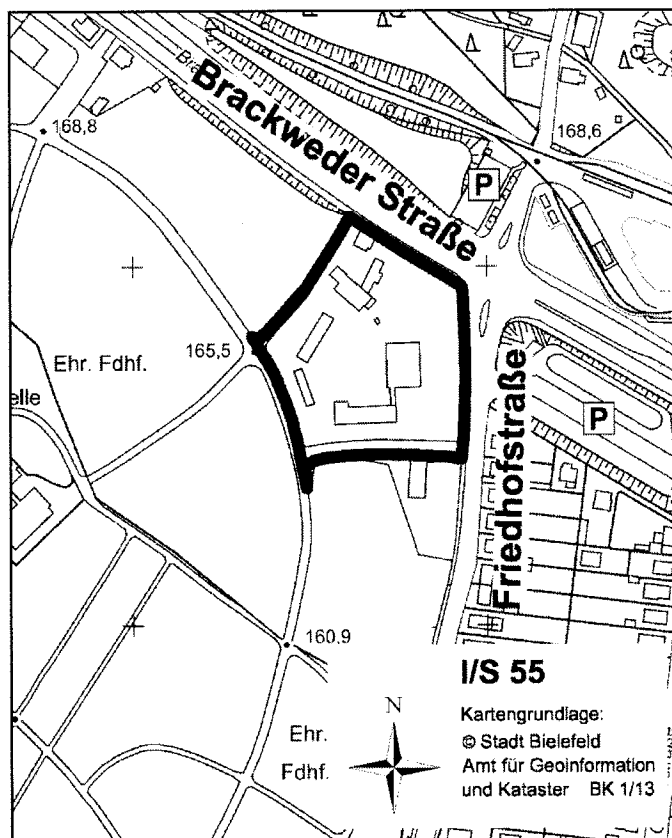 Brackweder Straße
168,8
168,6
P
165,5
Ehr. Fdhf.
elle
P
Friedhofstraße
160,9
I/S 55
N
Ehr.
Fdhf.
Kartengrundlage:
© Stadt Bielefeld
Amt für Geoinformation
und Kataster BK 1/13